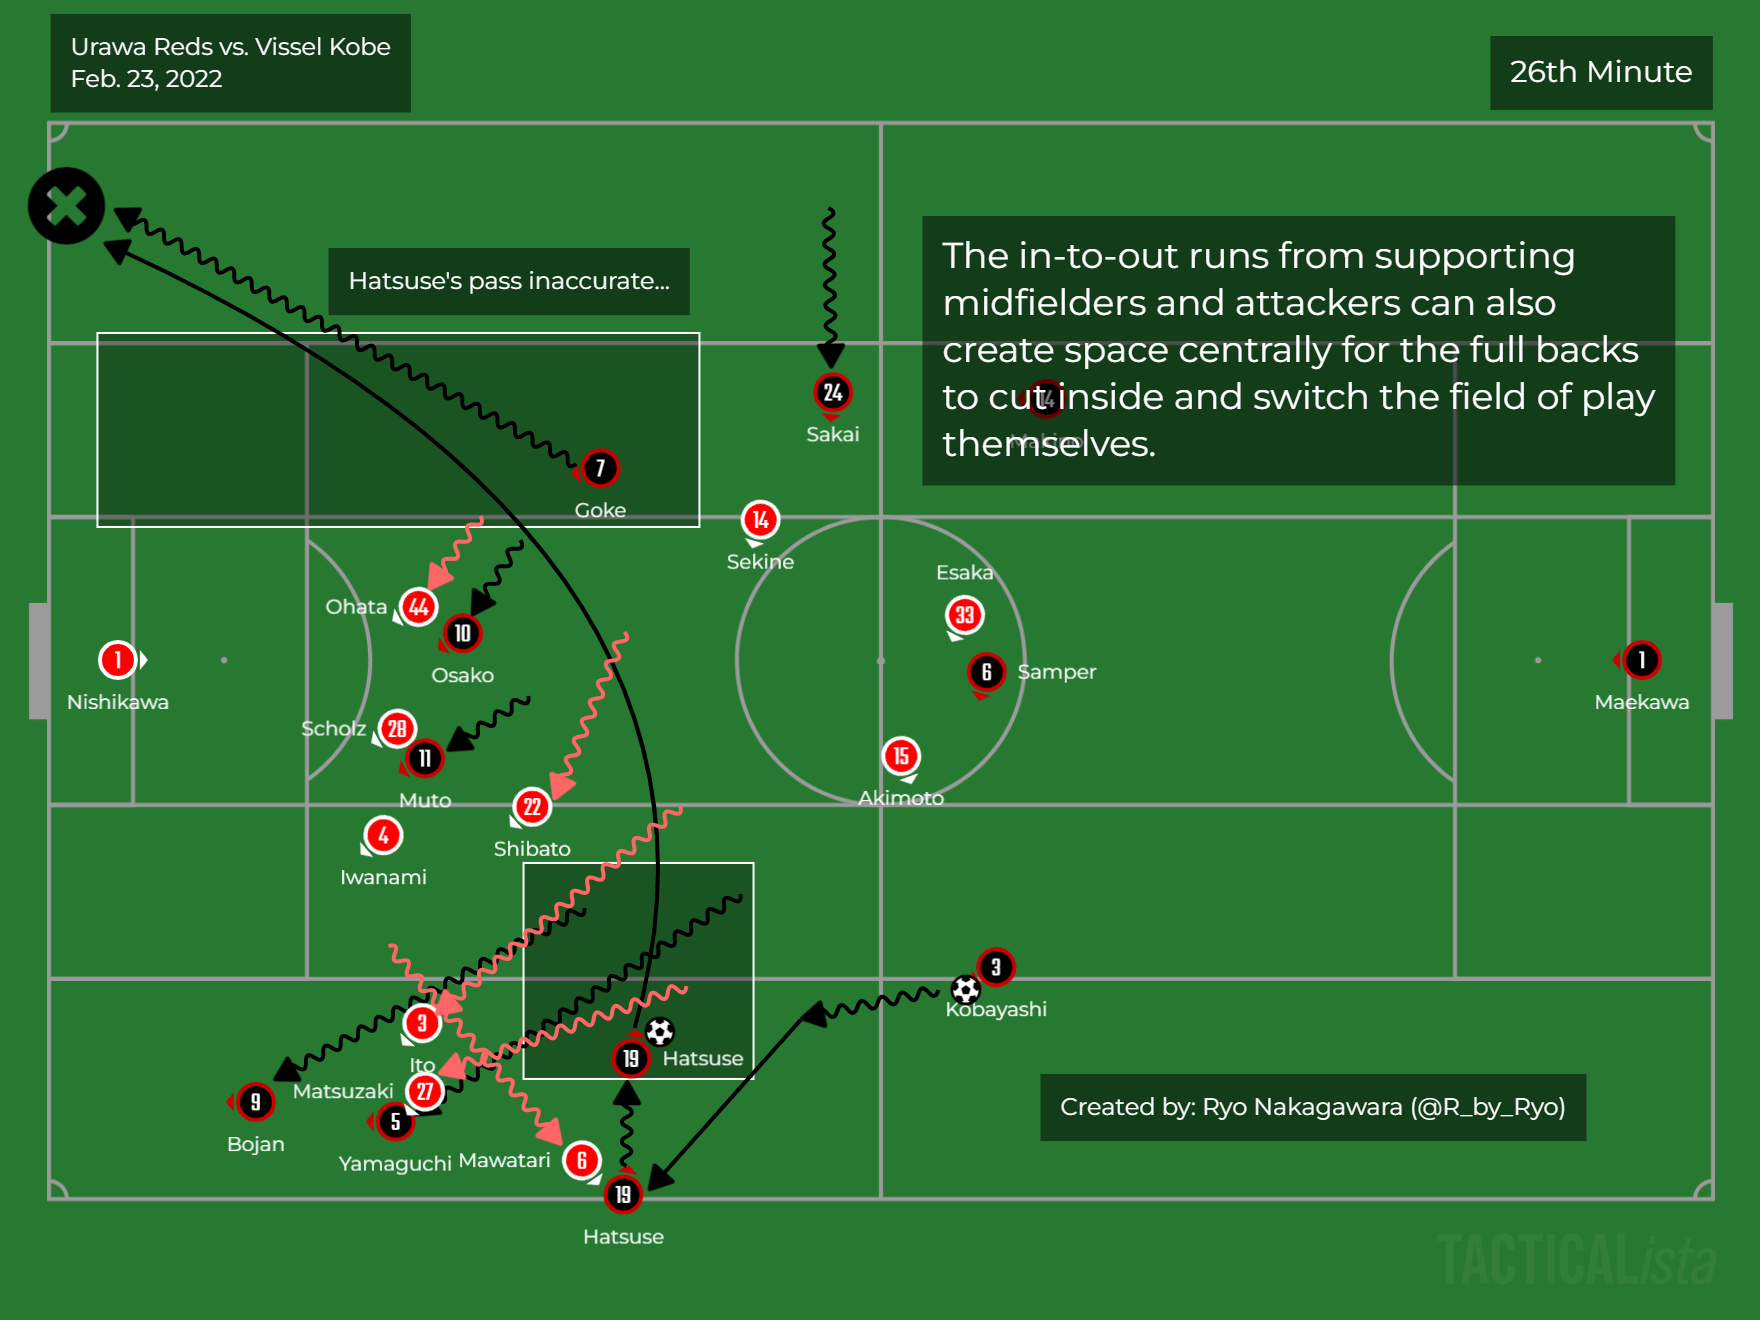 Urawa Reds vs. Vissel Kobe
Feb. 23, 2022
26th Minute
Hatsuse's pass inaccurate...
The in-to-out runs from supporting
midfielders and attackers can also
create space centrally for the full backs
to cut inside and switch the field of play
themselves.
24
Sakai
7
Goke
14
Sekine
Esaka
33
Ohata
44
10
Osako
6
Samper
1
Nishikawa
1
Maekawa
Scholz
28
11
Muto
15
Akimoto
22
Shibato
4
Iwanami
3
Kobayashi
3
Ito
19
Hatsuse
Matsuzaki
27
9
Bojan
5
Yamaguchi
Mawatari
6
19
Hatsuse
Created by: Ryo Nakagawara (@R_by_Ryo)
TACTICALista